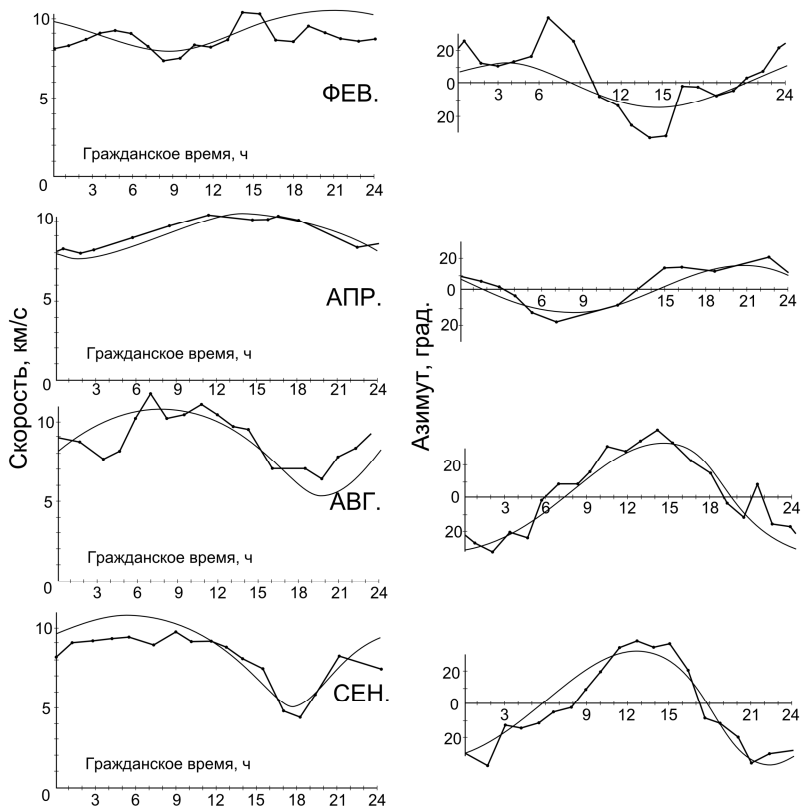 Скорость, км/с
Азимут, град.
10
5
0
ФЕВ.
Гражданское время, ч
3 6 9 12 15 18 21 24
20
0
20
3 6 12 15 24
10
5
0
АПР.
Гражданское время, ч
3 6 9 12 15 18 21 24
20
0
20
6 9 18 24
10
5
0
АВГ.
Гражданское время, ч
3 6 9 12 15 18 21 24
20
0
20
3 6 9 12 15 18 24
10
5
0
СЕН.
Гражданское время, ч
3 6 9 12 15 18 21 24
20
0
20
3 9 12 15 18 21 24